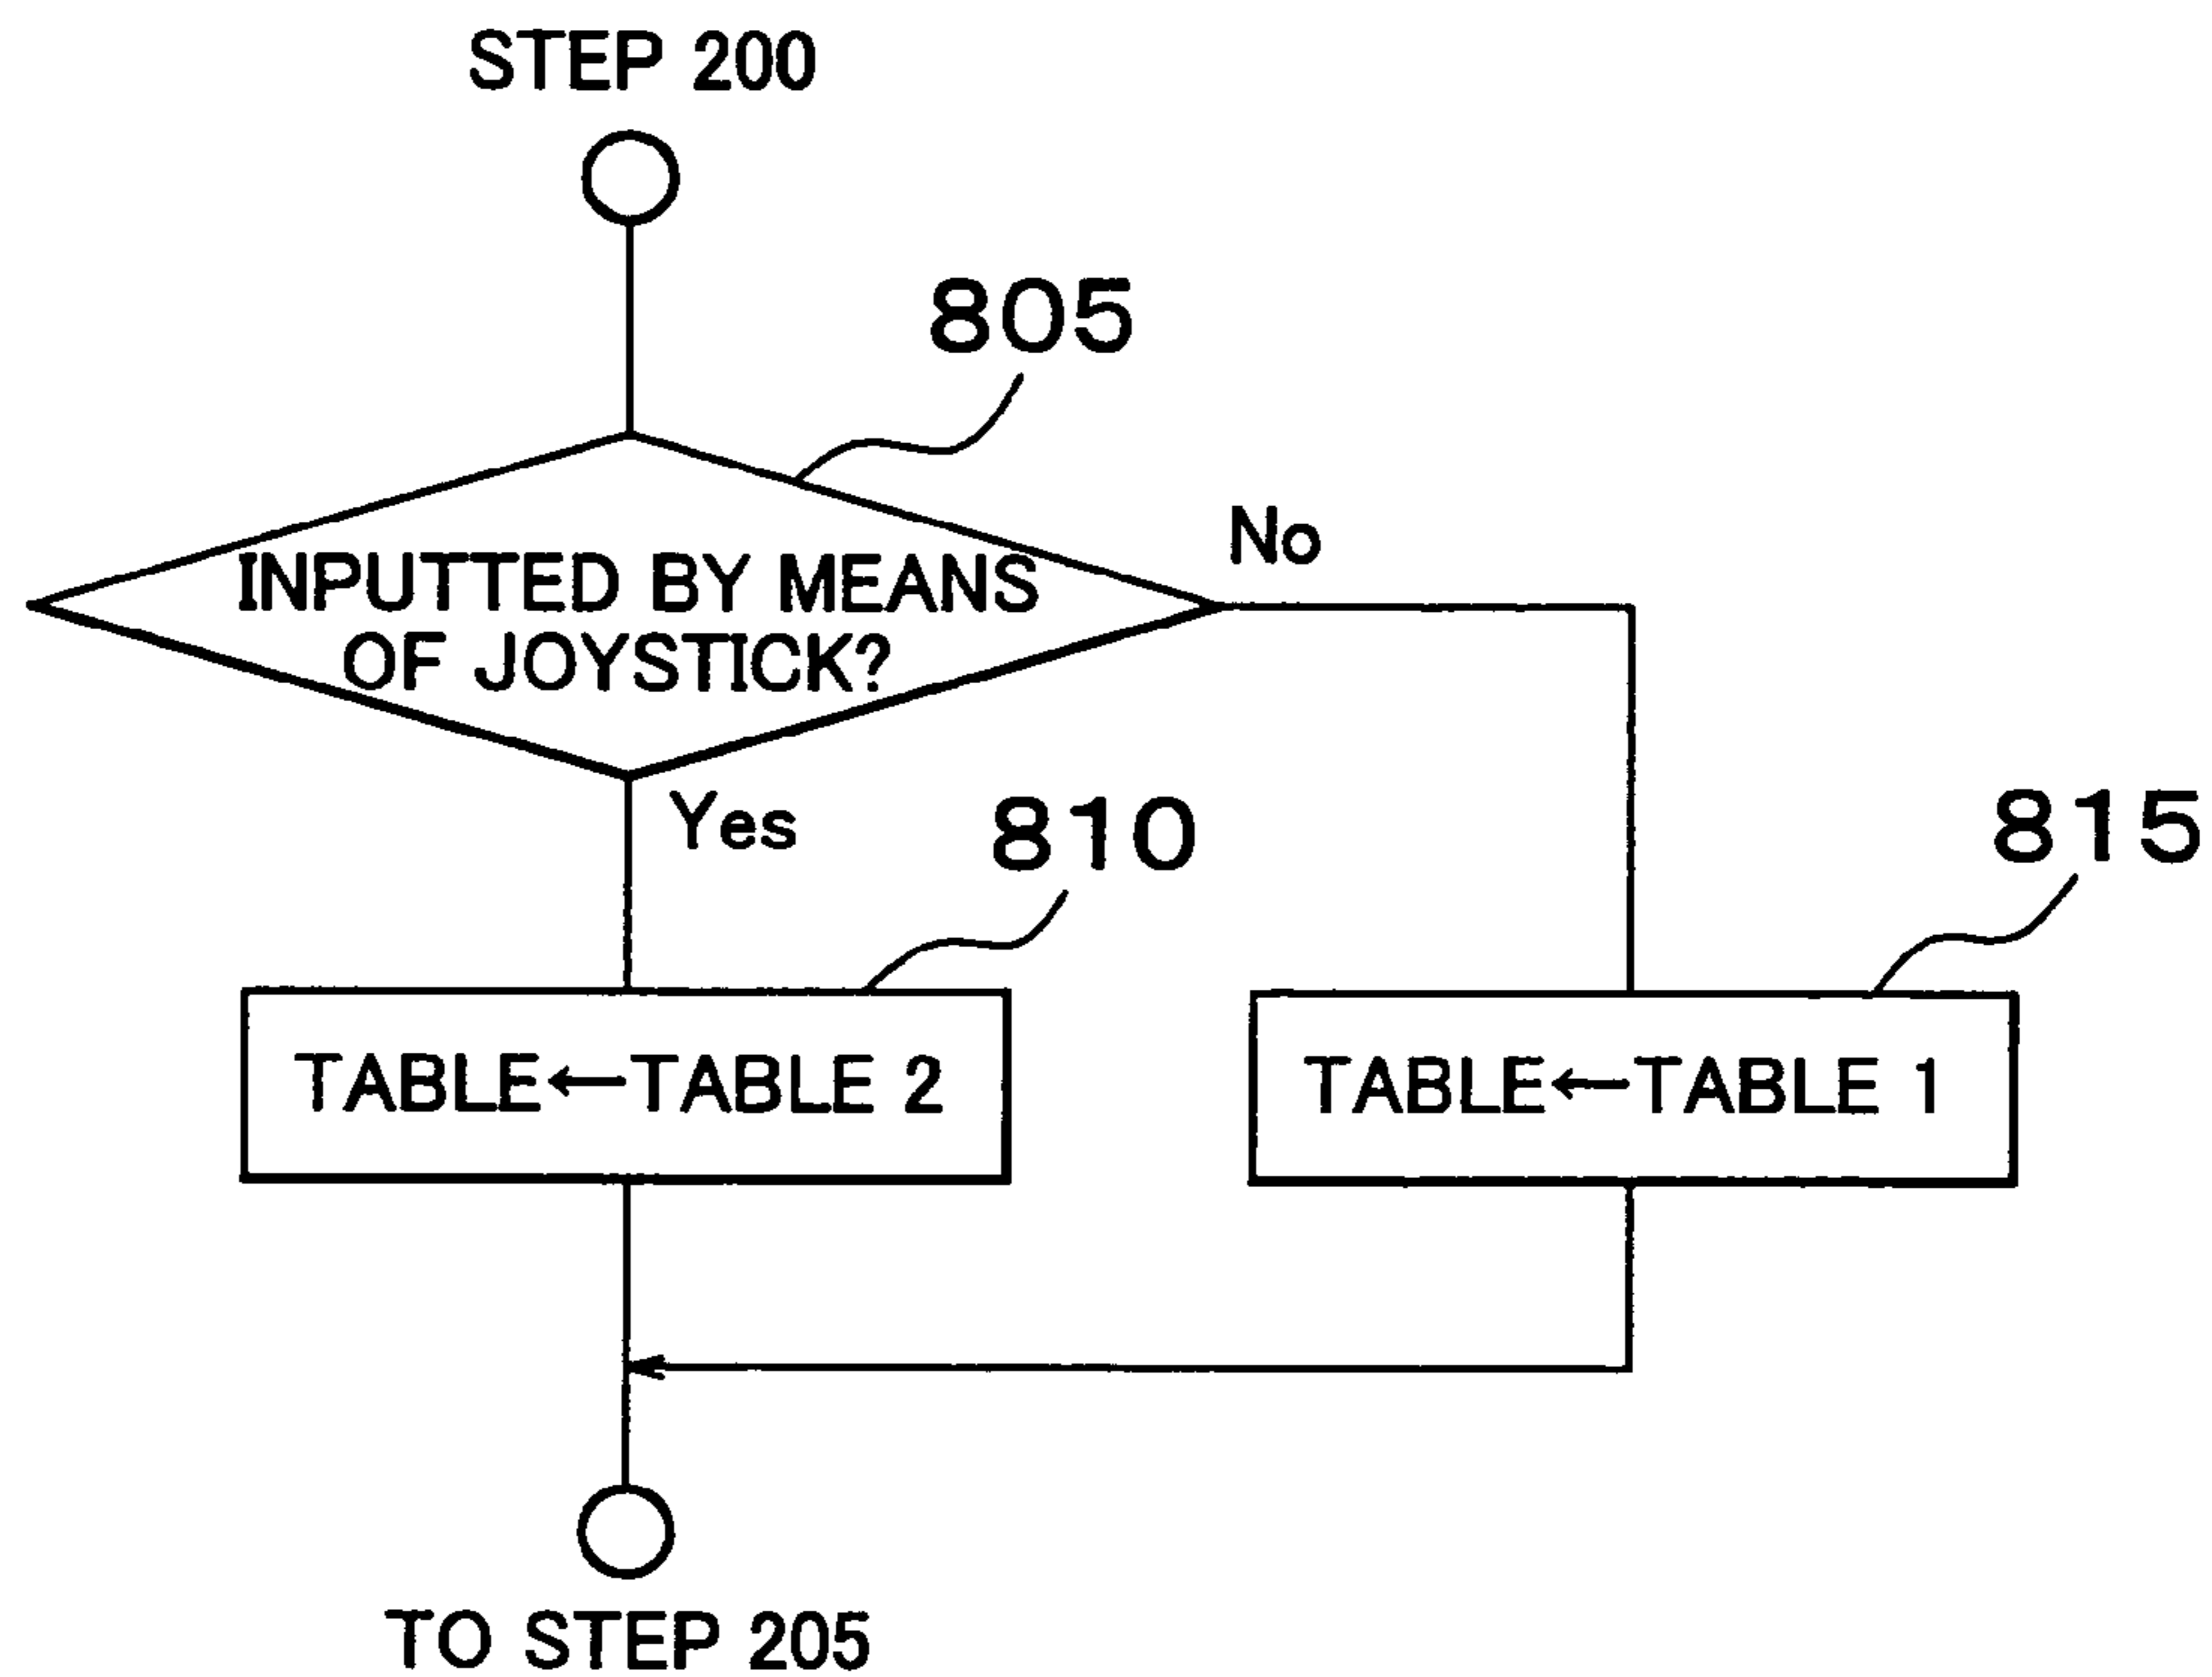 STEP 200
805
INPUTTED BY MEANS
OF JOYSTICK?
No
Yes
810
815
TABLE←TABLE 2
TABLE←TABLE 1
TO STEP 205